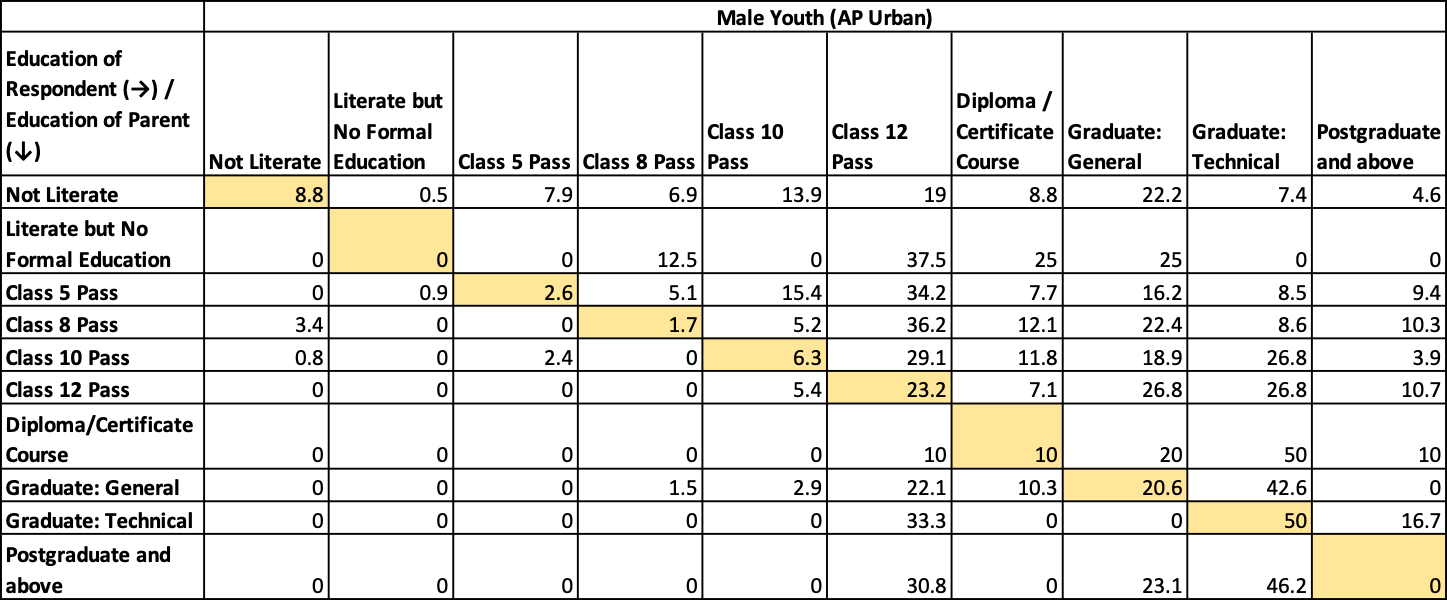 Male Youth (AP Urban)
Education of Respondent (→) / Education of Parent (↓) Not Literate Literate but No Formal Education Class 5 Pass Class 8 Pass Class 10 Pass Class 12 Pass Diploma / Certificate Course Graduate: General Graduate: Technical Postgraduate and above
Not Literate 8.8 0.5 7.9 6.9 13.9 19 8.8 22.2 7.4 4.6
Literate but No Formal Education 0 0 0 12.5 0 37.5 25 25 0 0
Class 5 Pass 0 0.9 2.6 5.1 15.4 34.2 7.7 16.2 8.5 9.4
Class 8 Pass 3.4 0 0 1.7 5.2 36.2 12.1 22.4 8.6 10.3
Class 10 Pass 0.8 0 2.4 0 6.3 29.1 11.8 18.9 26.8 3.9
Class 12 Pass 0 0 0 0 5.4 23.2 7.1 26.8 26.8 10.7
Diploma/Certificate Course 0 0 0 0 0 10 10 20 50 10
Graduate: General 0 0 0 1.5 2.9 22.1 10.3 20.6 42.6 0
Graduate: Technical 0 0 0 0 0 33.3 0 0 50 16.7
Postgraduate and above 0 0 0 0 0 30.8 0 23.1 46.2 0